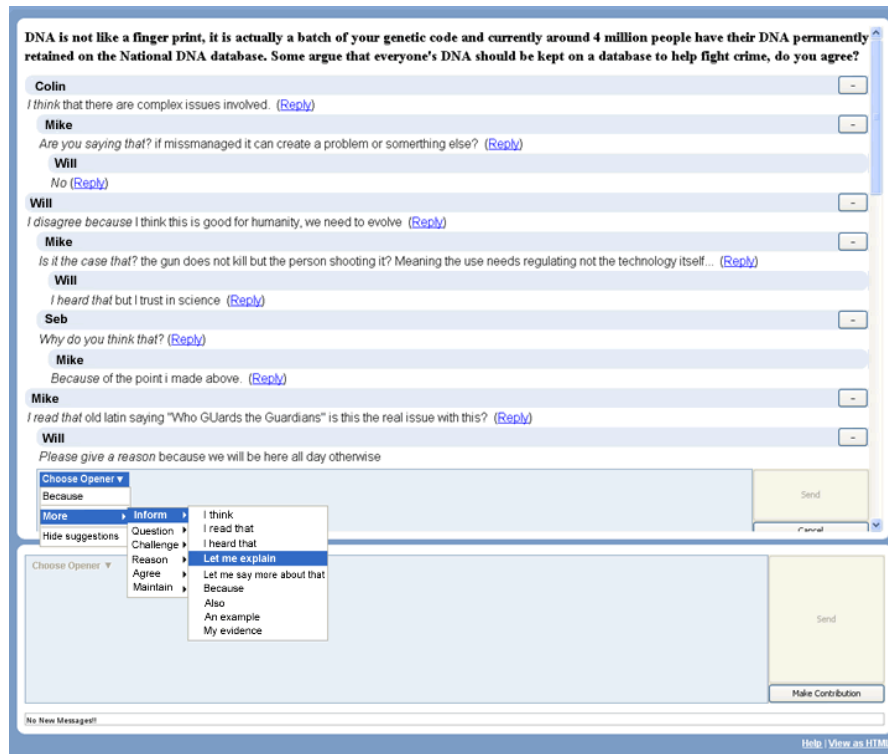 DNA is not like a finger print, it is actually a batch of your genetic code and currently around 4 million people have their DNA permanently
retained on the National DNA database. Some argue that everyone's DNA should be kept on a database to help fight crime, do you agree?
Colin
-
I think that there are complex issues involved. (Reply)
Mike
-
Are you saying that? if missmanaged it can create a problem or somerthing else? (Reply)
Will
No (Reply)
Will
-
I disagree because I think this is good for humanity, we need to evolve (Reply)
Mike
-
Is it the case that? the gun does not kill but the person shooting it? Meaning the use needs regulating not the technology itself... (Reply)
Will
I heard that but I trust in science (Reply)
Seb
-
Why do you think that? (Reply)
Mike
Because of the point i made above. (Reply)
Mike
-
I read that old latin saying "Who GUards the Guardians" is this the real issue with this? (Reply)
Will
-
Please give a reason because we will be here all day otherwise
Choose Opener ▼
Because
More
Hide suggestions
Inform
Question
Challenge
Reason
Agree
Maintain
I think
I read that
I heard that
Let me explain
Let me say more about that
Because
Also
An example
My evidence
Send
Cancel
Choose Opener ▼
Send
Make Contribution
No New Messages!!
Help | View as HTML